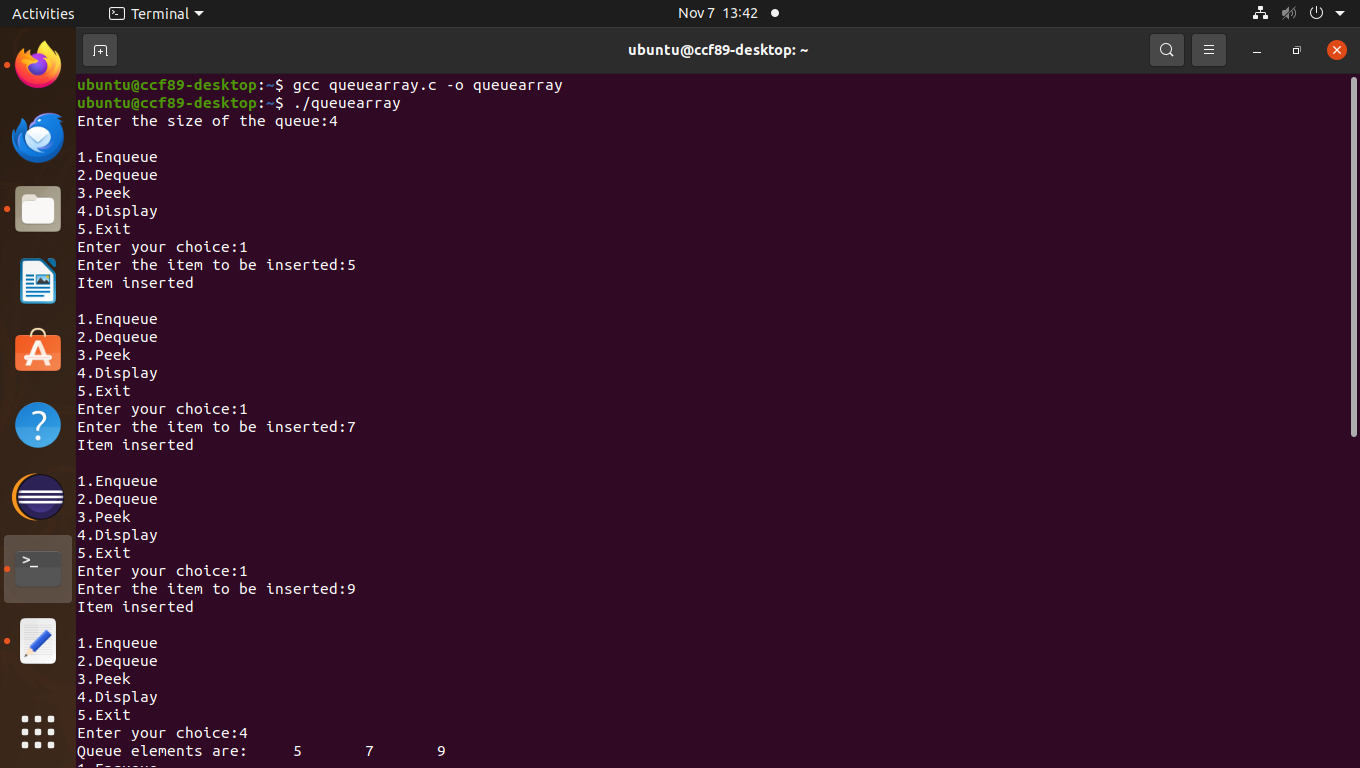 Activities Terminal Nov 7 13:42
ubuntu@ccf89-desktop: ~
ubuntu@ccf89-desktop:~$ gcc queuearray.c -o queuearray
ubuntu@ccf89-desktop:~$ ./queuearray
Enter the size of the queue:4
1.Enqueue
2.Dequeue
3.Peek
4.Display
5.Exit
Enter your choice:1
Enter the item to be inserted:5
Item inserted
1.Enqueue
2.Dequeue
3.Peek
4.Display
5.Exit
Enter your choice:1
Enter the item to be inserted:7
Item inserted
1.Enqueue
2.Dequeue
3.Peek
4.Display
5.Exit
Enter your choice:1
Enter the item to be inserted:9
Item inserted
1.Enqueue
2.Dequeue
3.Peek
4.Display
5.Exit
Enter your choice:4
Queue elements are: 5 7 9
1.Enqueue